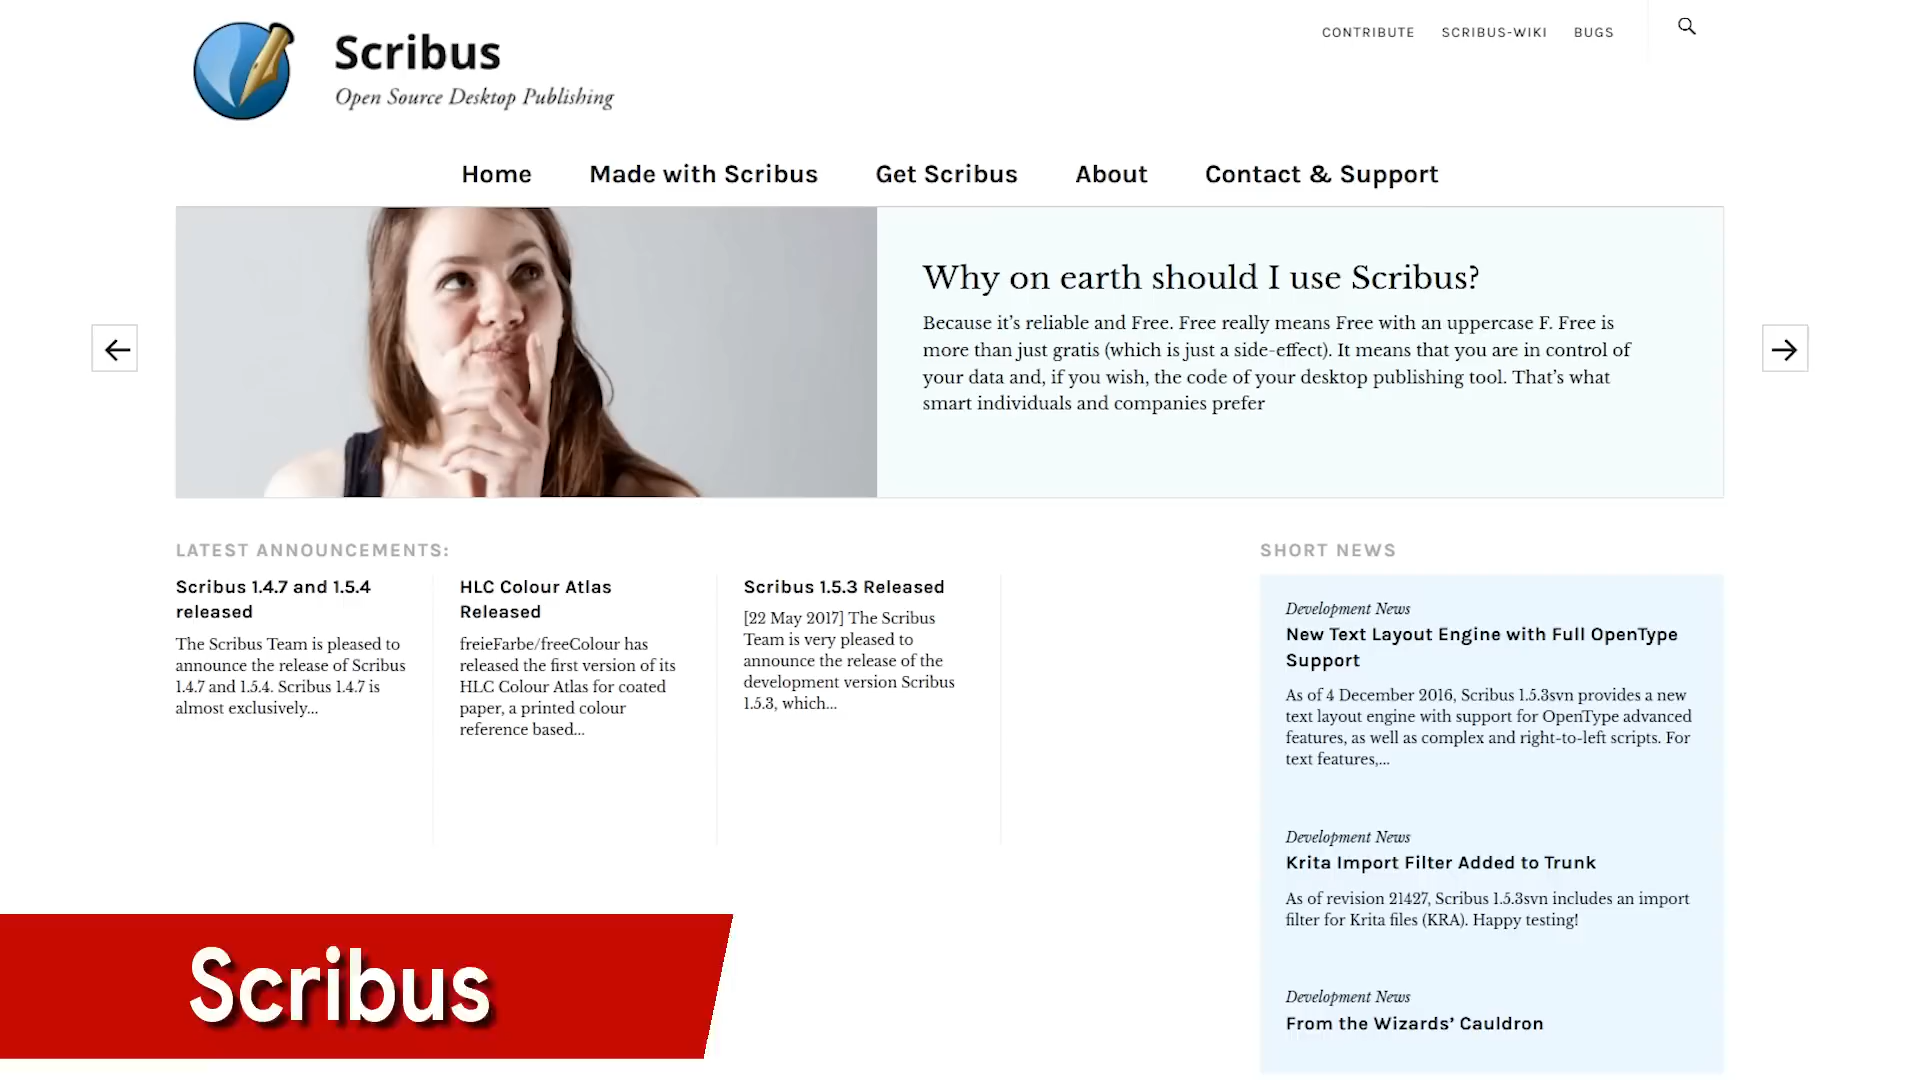 Scribus
Open Source Desktop Publishing
CONTRIBUTE
SCRIBUS-WIKI
BUGS
Home
Made with Scribus
Get Scribus
About
Contact & Support
Why on earth should I use Scribus?
Because it’s reliable and Free. Free really means Free with an uppercase F. Free is
more than just gratis (which is just a side-effect). It means that you are in control of
your data and, if you wish, the code of your desktop publishing tool. That’s what
smart individuals and companies prefer
LATEST ANNOUNCEMENTS:
Scribus 1.4.7 and 1.5.4
released
The Scribus Team is pleased to
announce the release of Scribus
1.4.7 and 1.5.4. Scribus 1.4.7 is
almost exclusively...
HLC Colour Atlas
Released
freieFarbe/freeColour has
released the first version of its
HLC Colour Atlas for coated
paper, a printed colour
reference based...
Scribus 1.5.3 Released
[22 May 2017] The Scribus
Team is very pleased to
announce the release of the
development version Scribus
1.5.3, which...
SHORT NEWS
Development News
New Text Layout Engine with Full OpenType
Support
As of 4 December 2016, Scribus 1.5.3svn provides a new
text layout engine with support for OpenType advanced
features, as well as complex and right-to-left scripts. For
text features,...
Development News
Krita Import Filter Added to Trunk
As of revision 21427, Scribus 1.5.3svn includes an import
filter for Krita files (KRA). Happy testing!
Development News
From the Wizards’ Cauldron
Scribus